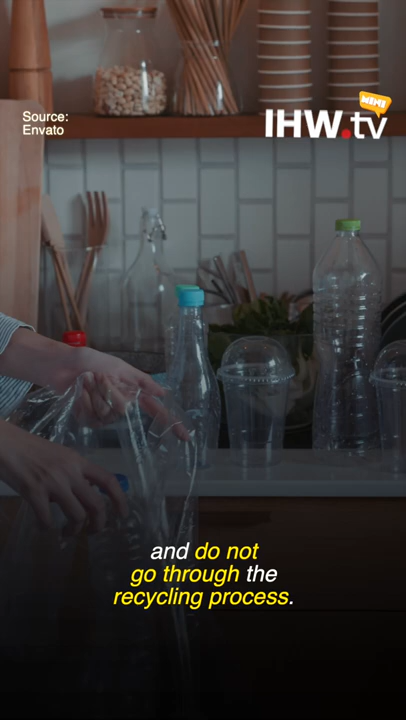 Source:
Envato
MINI
IHW.tv
and do not
go through the
recycling process.